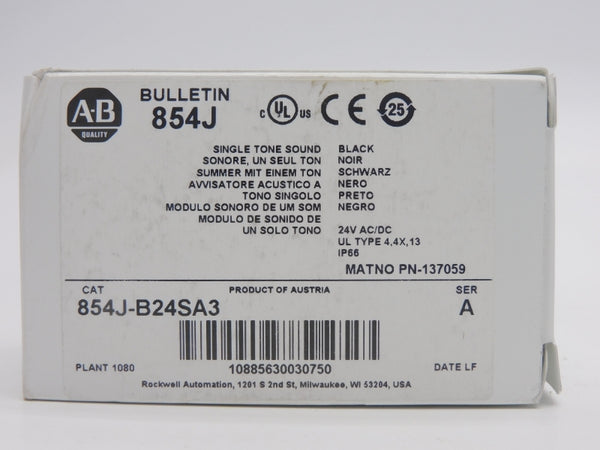 A-B
QUALITY
BULLETIN
854J
c UL US CE 25
SINGLE TONE SOUND BLACK
SONORE, UN SEUL TON NOIR
SUMMER MIT EINEM TON SCHWARZ
AVVISATORE ACUSTICO A NERO
TONO SINGOLO PRETO
MODULO SONORO DE UM SOM NEGRO
MODULO DE SONIDO DE
UN SOLO TONO 24V AC/DC
UL TYPE 4,4X,13
IP66
MATNO PN-137059
CAT PRODUCT OF AUSTRIA SER
854J-B24SA3 A
PLANT 1080 10885630030750 DATE LF
Rockwell Automation, 1201 S 2nd St, Milwaukee, WI 53204, USA